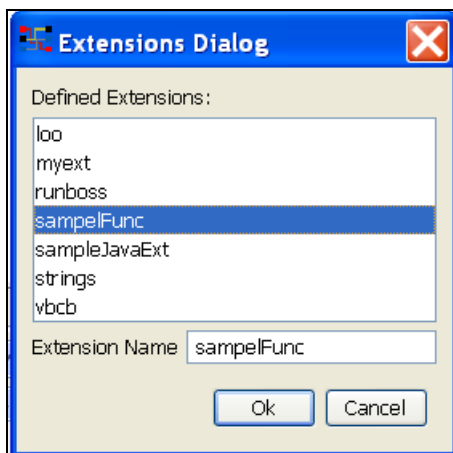 Extensions Dialog
Defined Extensions:
loo
myext
runboss
sampelFunc
sampleJavaExt
strings
vbcb
Extension Name sampelFunc
Ok Cancel